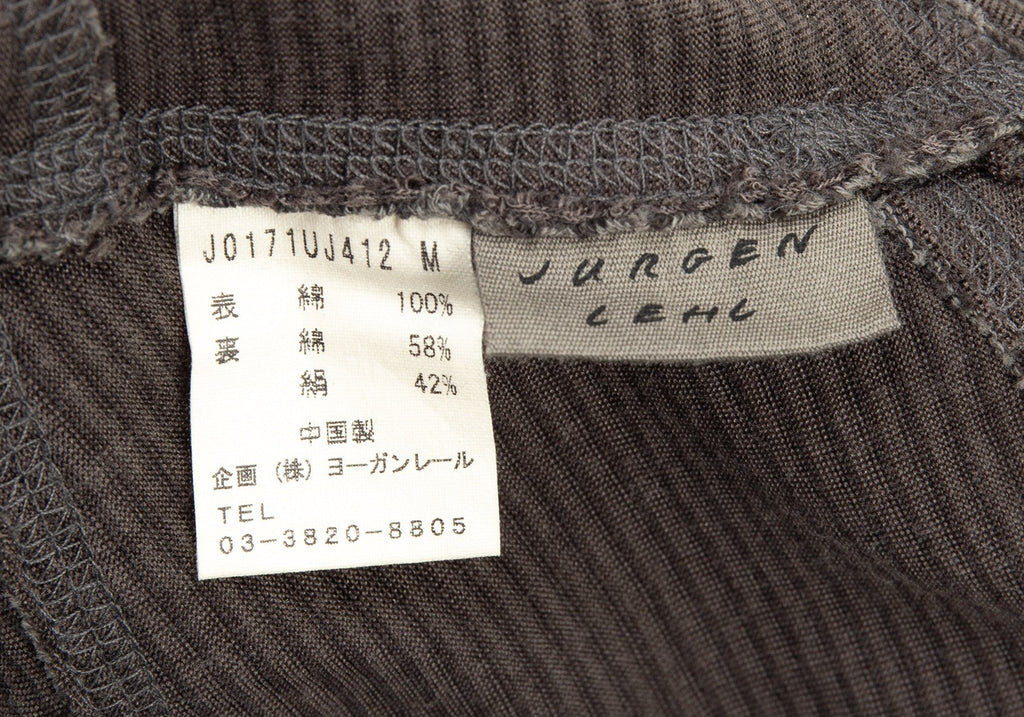 J0171UJ412 M
表 綿 100%
裏 綿 58%
絹 42%
中国製
企画 (株) ヨーガンレール
TEL
03-3820-8805
JURGEN
LEHL